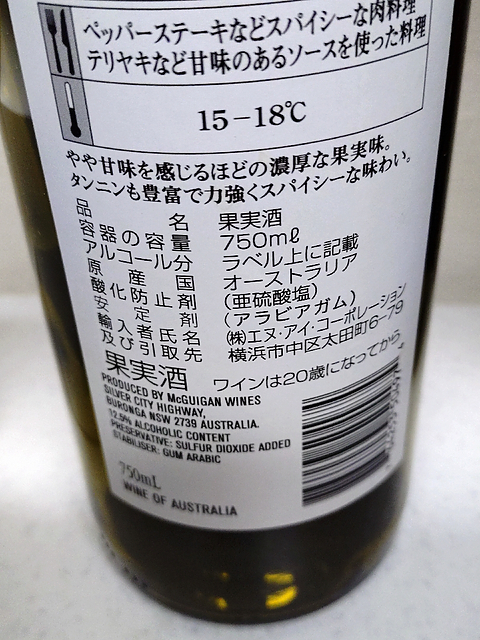 ペッパーステーキなどスパイシーな肉料理
テリヤキなど甘味のあるソースを使った料理
15－18℃
やや甘味を感じるほどの濃厚な果実味。
タンニンも豊富で力強くスパイシーな味わい。
品名 果実酒
容器の容量 750mℓ
アルコール分 ラベル上に記載
原産国 オーストラリア
酸化防止剤 (亜硫酸塩)
安定剤 (アラビアガム)
輸入者氏名 ㈱エヌ・アイ・コーポレーション
及び引取先 横浜市中区太田町6-79
果実酒 ワインは20歳になってから
PRODUCED BY McGUIGAN WINES
SILVER CITY HIGHWAY,
BURONGA NSW 2739 AUSTRALIA.
12.5% ALCOHOLIC CONTENT
PRESERVATIVE: SULFUR DIOXIDE ADDED
STABILISER: GUM ARABIC
750mL
WINE OF AUSTRALIA